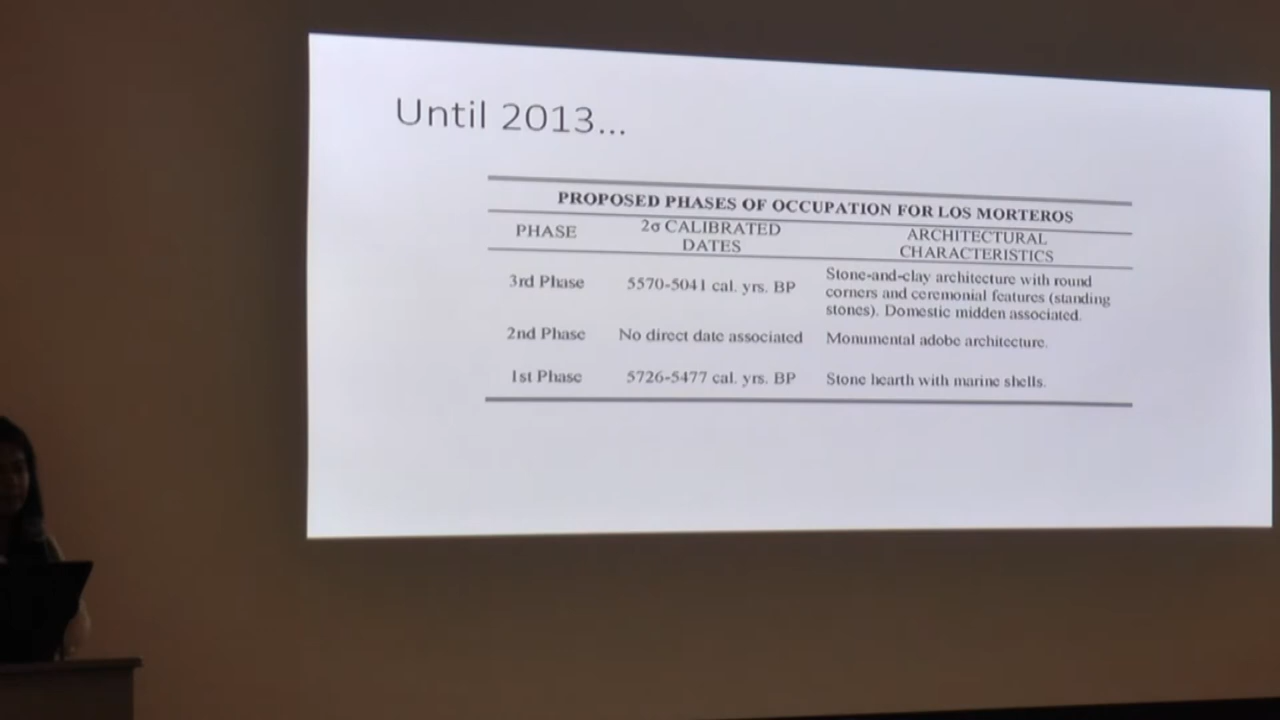 Until 2013...
PROPOSED PHASES OF OCCUPATION FOR LOS MORTEROS
PHASE
2σ CALIBRATED
DATES
ARCHITECTURAL
CHARACTERISTICS
3rd Phase
5570-5041 cal. yrs. BP
Stone-and-clay architecture with round
corners and ceremonial features (standing
stones). Domestic midden associated.
2nd Phase
No direct date associated
Monumental adobe architecture.
1st Phase
5726-5477 cal. yrs. BP
Stone hearth with marine shells.